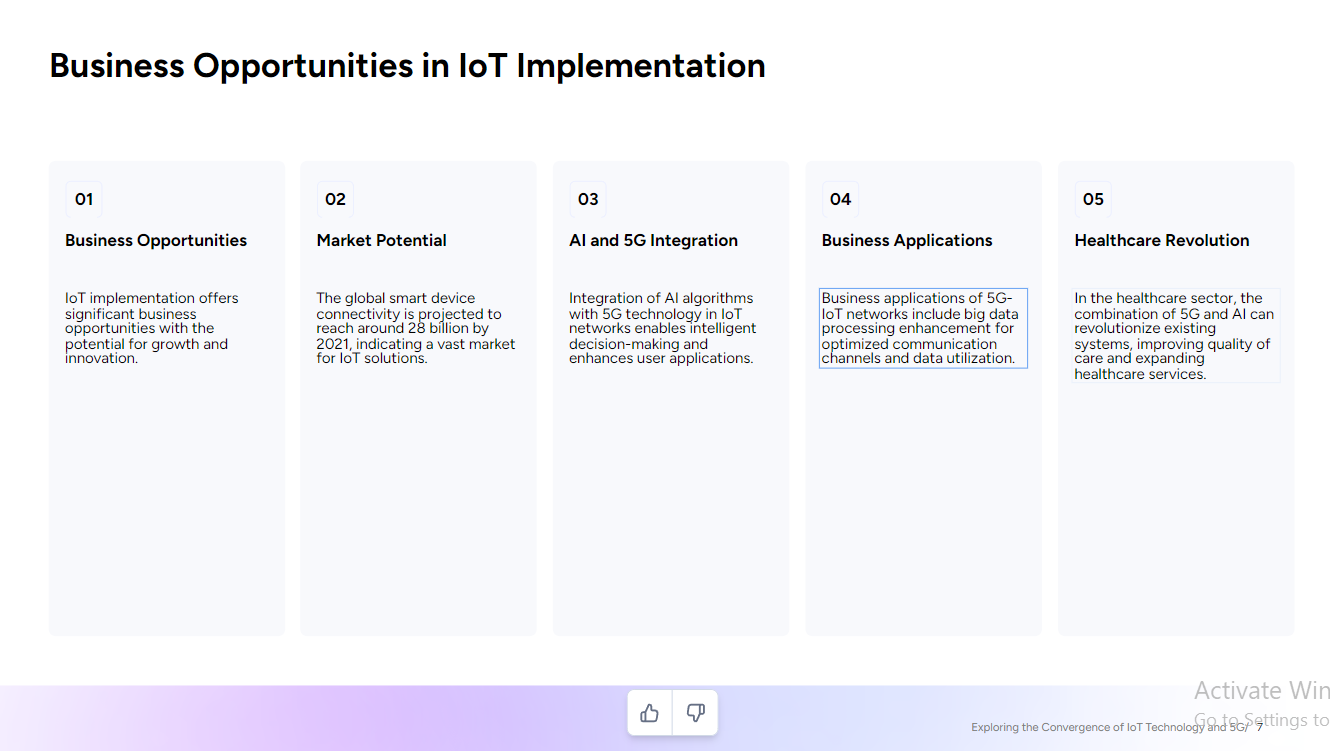 Business Opportunities in IoT Implementation
01
Business Opportunities
IoT implementation offers
significant business
opportunities with the
potential for growth and
innovation.
02
Market Potential
The global smart device
connectivity is projected to
reach around 28 billion by
2021, indicating a vast market
for IoT solutions.
03
AI and 5G Integration
Integration of AI algorithms
with 5G technology in IoT
networks enables intelligent
decision-making and
enhances user applications.
04
Business Applications
Business applications of 5G-
IoT networks include big data
processing enhancement for
optimized communication
channels and data utilization.
05
Healthcare Revolution
In the healthcare sector, the
combination of 5G and AI can
revolutionize existing
systems, improving quality of
care and expanding
healthcare services.
Activate Win
Go to Settings to
Exploring the Convergence of IoT Technology and 5G/ 7